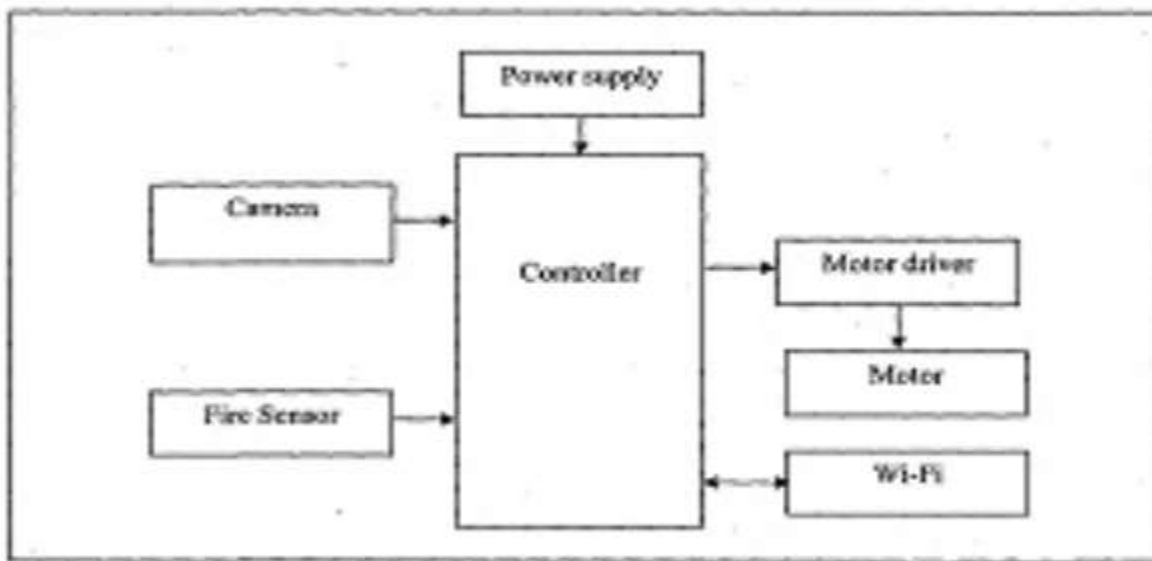 Power supply
Camera
Controller
Motor driver
Motor
Fire Sensor
Wi-Fi